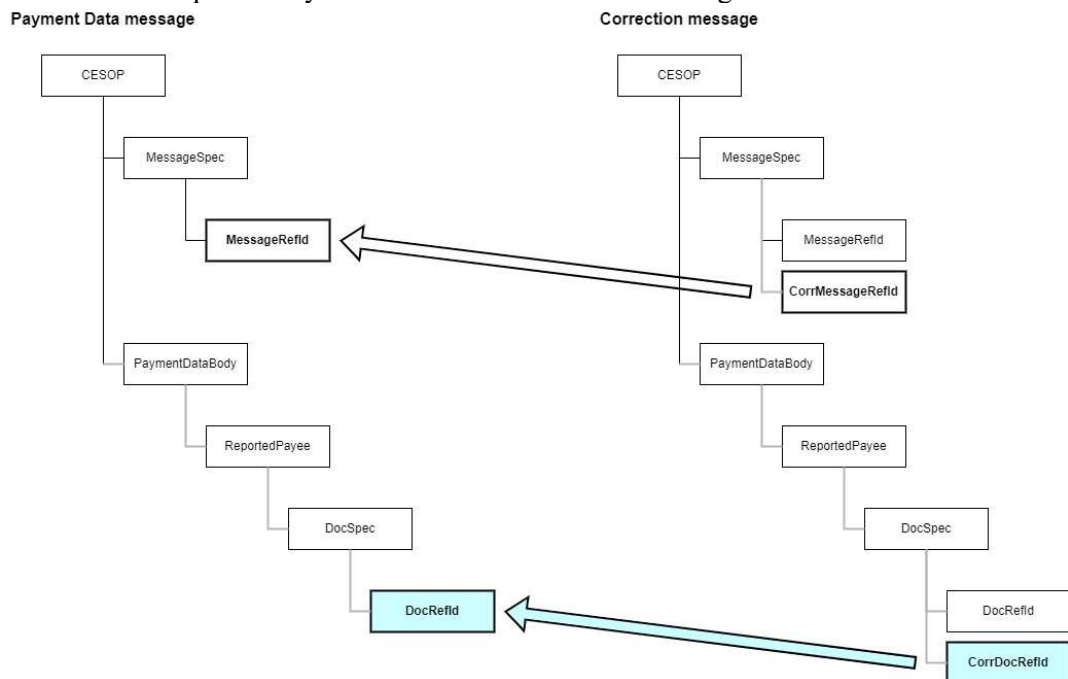 Payment Data message
CESOP
MessageSpec
MessageRefId
PaymentDataBody
ReportedPayee
DocSpec
DocRefId
Correction message
CESOP
MessageSpec
MessageRefId
CorrMessageRefId
PaymentDataBody
ReportedPayee
DocSpec
DocRefId
CorrDocRefId